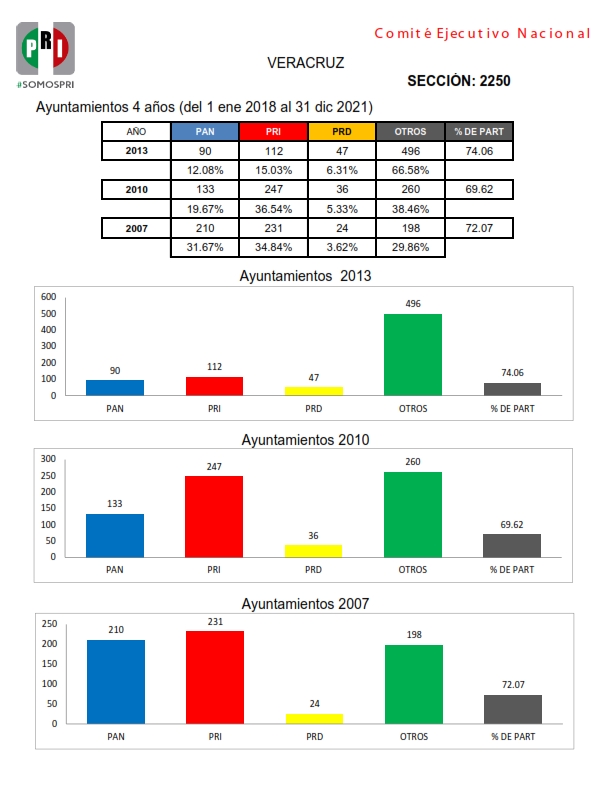 PRI
#SOMOSPRI
Comité Ejecutivo Nacional
VERACRUZ
SECCIÓN: 2250
Ayuntamientos 4 años (del 1 ene 2018 al 31 dic 2021)
AÑO PAN PRI PRD OTROS % DE PART
2013 90 112 47 496 74.06
12.08% 15.03% 6.31% 66.58%
2010 133 247 36 260 69.62
19.67% 36.54% 5.33% 38.46%
2007 210 231 24 198 72.07
31.67% 34.84% 3.62% 29.86%
Ayuntamientos 2013
600
500
400
300
200
100
0
90 112 47 496 74.06
PAN PRI PRD OTROS % DE PART
Ayuntamientos 2010
300
250
200
150
100
50
0
133 247 36 260 69.62
PAN PRI PRD OTROS % DE PART
Ayuntamientos 2007
250
200
150
100
50
0
210 231 24 198 72.07
PAN PRI PRD OTROS % DE PART